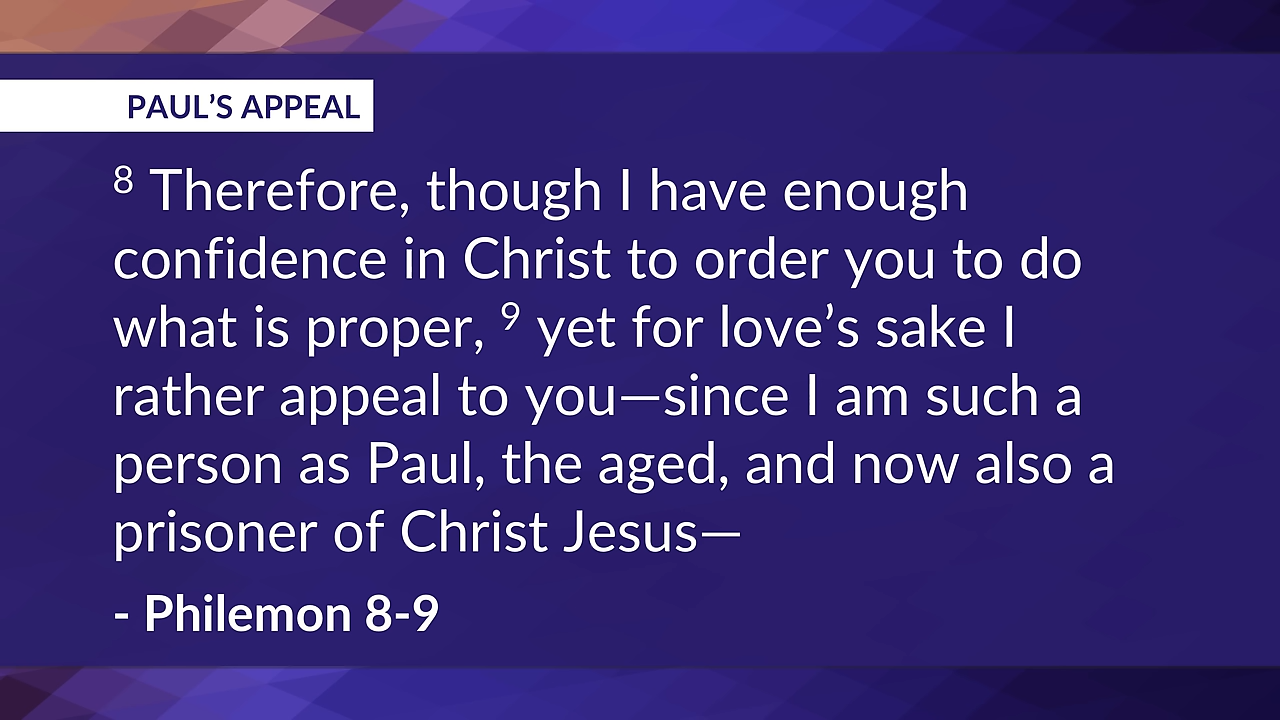 PAUL’S APPEAL
8 Therefore, though I have enough
confidence in Christ to order you to do
what is proper, 9 yet for love’s sake I
rather appeal to you—since I am such a
person as Paul, the aged, and now also a
prisoner of Christ Jesus—
- Philemon 8-9